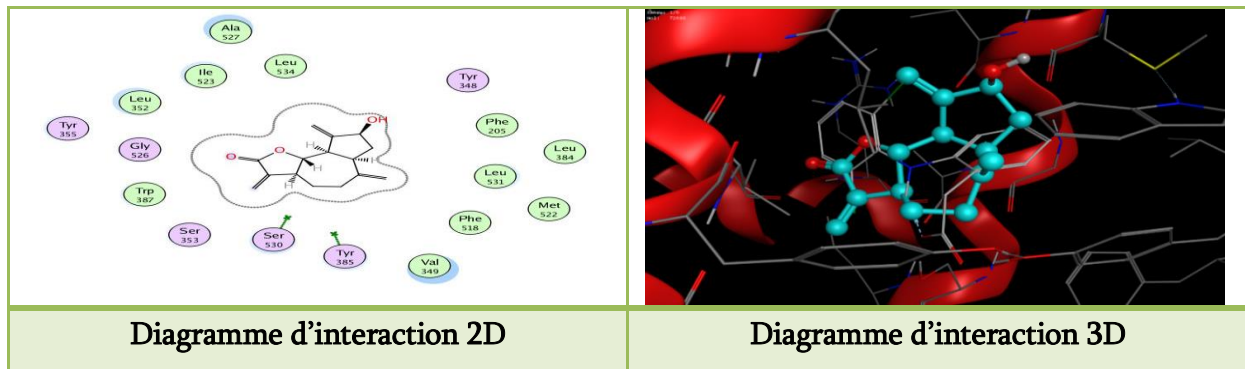 Ala
527
Leu
534
Ile
523
Tyr
348
Leu
352
Phe
205
Tyr
355
OH
Gly
526
Leu
384
O
O
H
H
H
H
Leu
531
Trp
387
Met
522
Ser
353
Ser
530
Phe
518
Tyr
385
Val
349
Diagramme d’interaction 2D
Diagramme d’interaction 3D